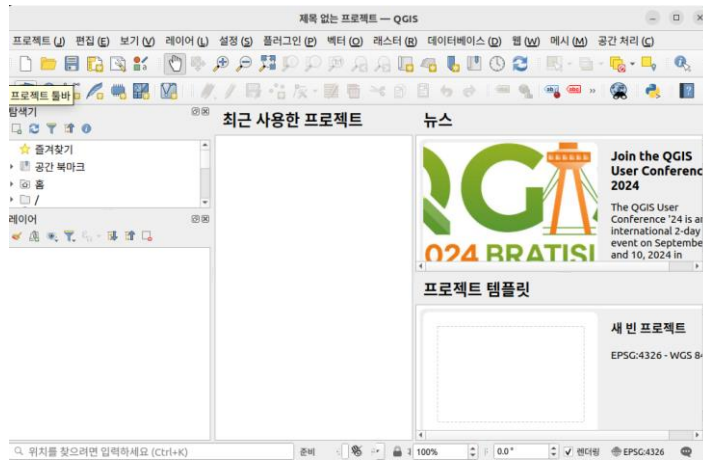 제목 없는 프로젝트 — QGIS
프로젝트 (J) 편집 (E) 보기 (V) 레이어 (L) 설정 (S) 플러그인 (P) 벡터 (O) 래스터 (R) 데이터베이스 (D) 웹 (W) 메시 (M) 공간 처리 (C)
프로젝트 툴바
탐색기
즐겨찾기
공간 북마크
홈
/
레이어
최근 사용한 프로젝트
뉴스
QG
2024 BRATISL
Join the QGIS
User Conferenc
2024
The QGIS User
Conference '24 is an
international 2-day
event on Septembe
and 10, 2024 in
프로젝트 템플릿
새 빈 프로젝트
EPSG:4326 - WGS 84
위치를 찾으려면 입력하세요 (Ctrl+K)
준비
100%
0.0°
렌더링
EPSG:4326